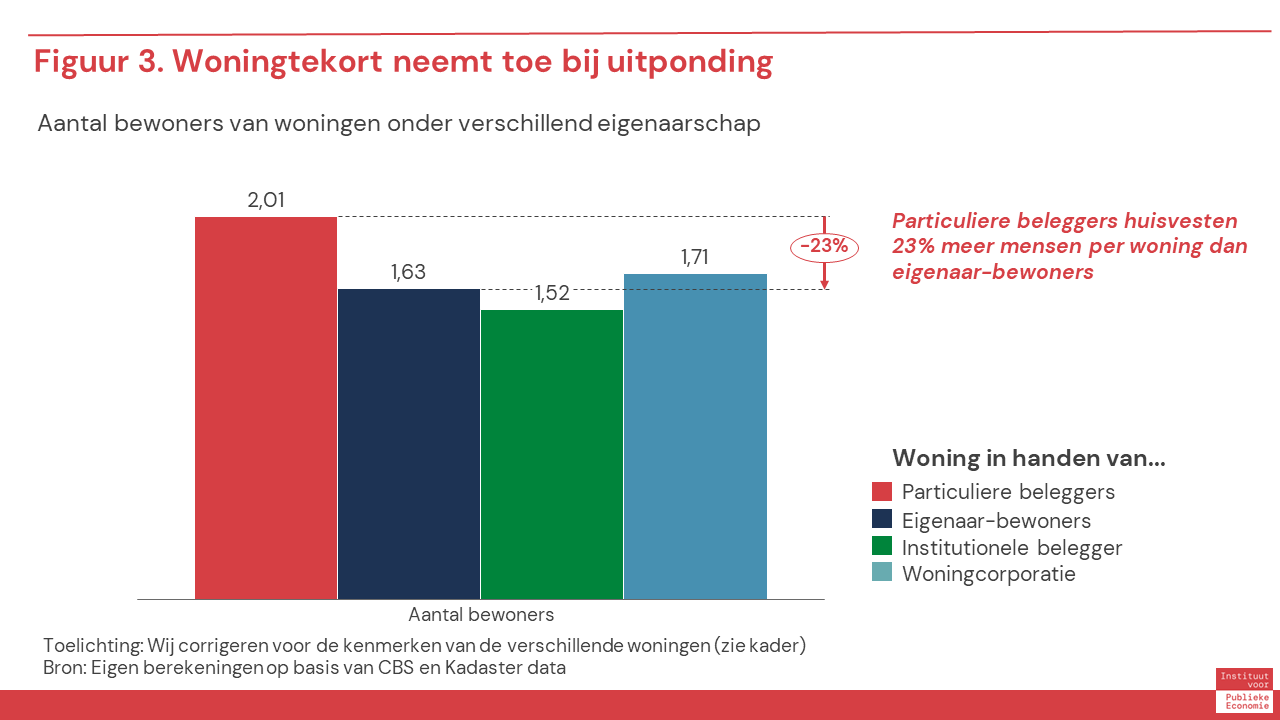 Figuur 3. Woningtekort neemt toe bij uitponding
Aantal bewoners van woningen onder verschillend eigenaarschap
2,01
1,63
1,52
1,71
-23%
Particuliere beleggers huisvesten
23% meer mensen per woning dan
eigenaar-bewoners
Woning in handen van...
Particuliere beleggers
Eigenaar-bewoners
Institutionele belegger
Woningcorporatie
Aantal bewoners
Toelichting: Wij corrigeren voor de kenmerken van de verschillende woningen (zie kader)
Bron: Eigen berekeningen op basis van CBS en Kadaster data
Instituut
voor
Publieke
Economie